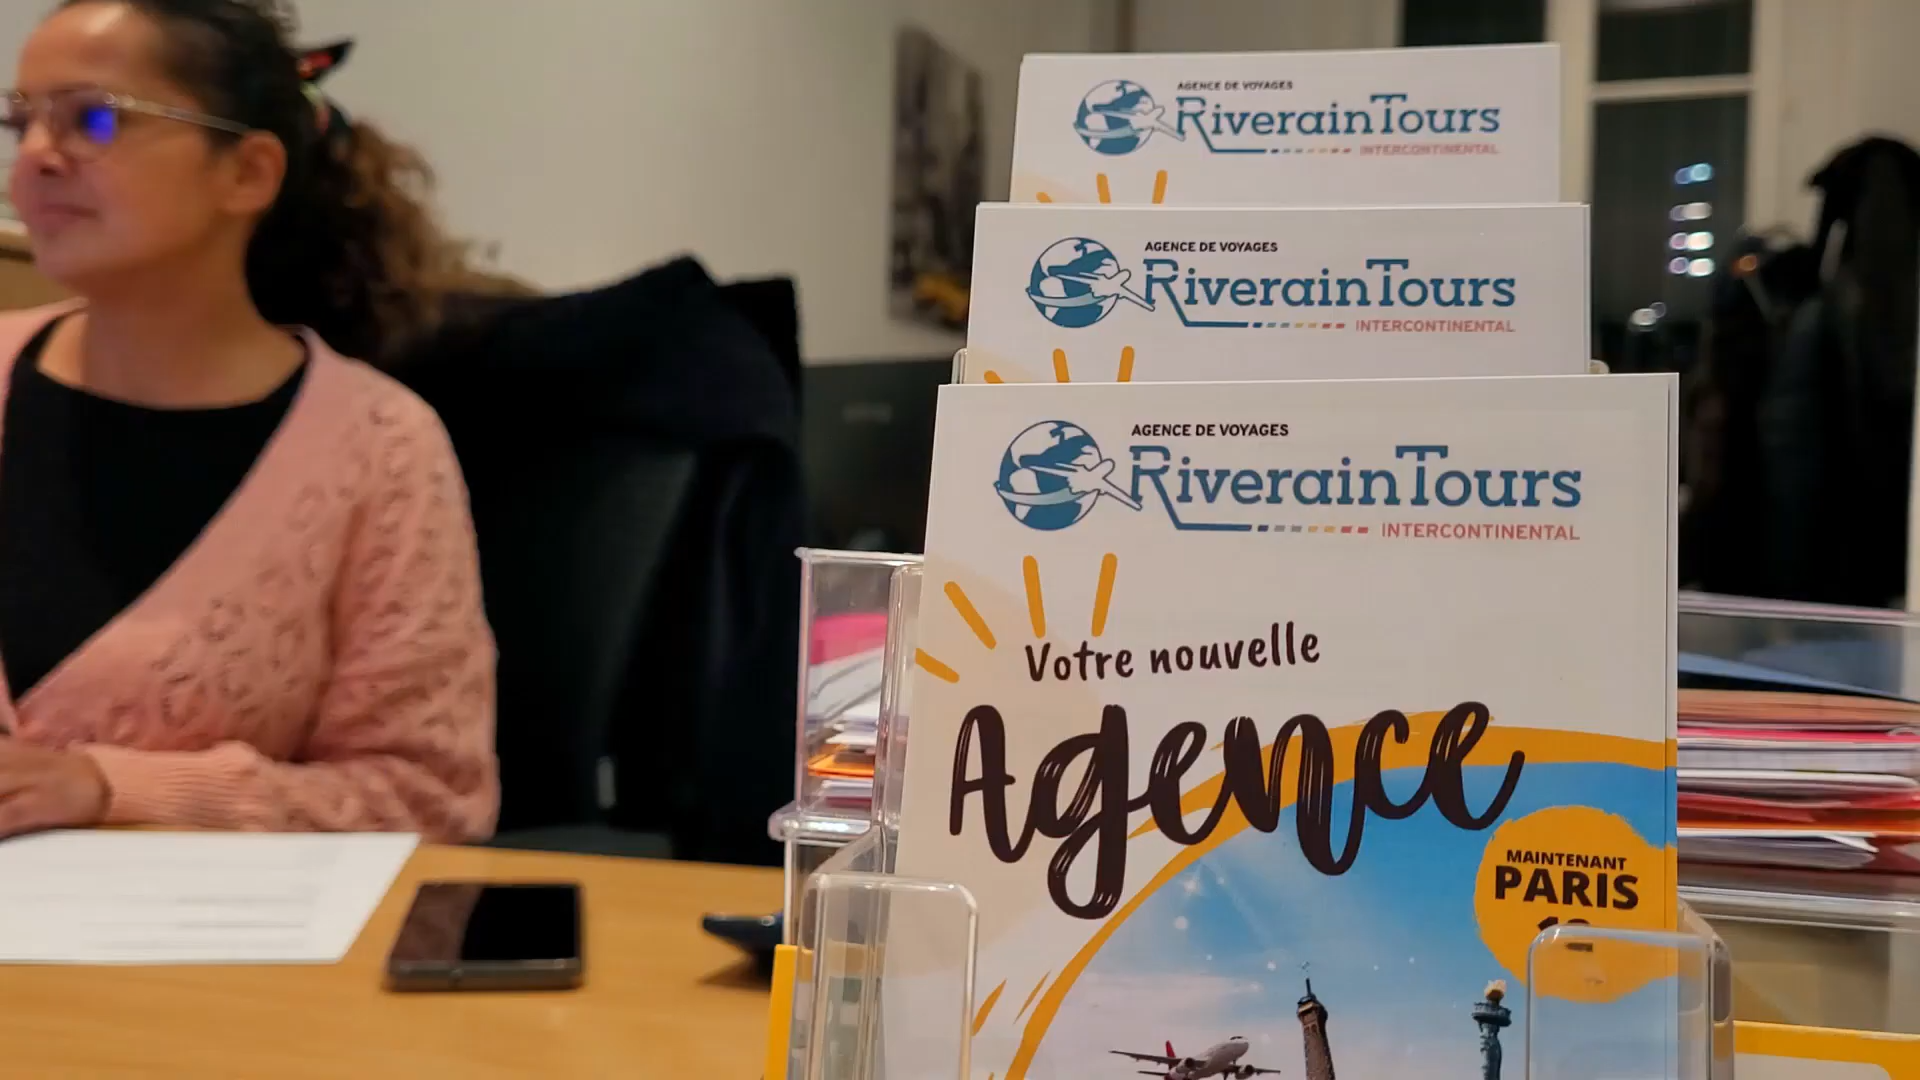 AGENCE DE VOYAGES
RiverainTours
INTERCONTINENTAL
AGENCE DE VOYAGES
RiverainTours
INTERCONTINENTAL
AGENCE DE VOYAGES
RiverainTours
INTERCONTINENTAL
Votre nouvelle
Agence
MAINTENANT
PARIS